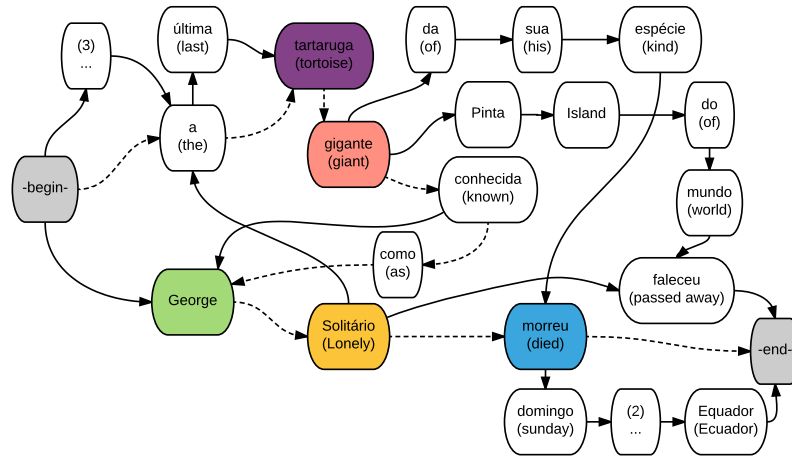 última
(last)
da
(of)
sua
(his)
espécie
(kind)
(3)
...
tartaruga
(tortoise)
a
(the)
gigante
(giant)
Pinta
Island
do
(of)
-begin-
conhecida
(known)
mundo
(world)
como
(as)
George
faleceu
(passed away)
Solitário
(Lonely)
morreu
(died)
-end-
domingo
(sunday)
(2)
...
Equador
(Ecuador)